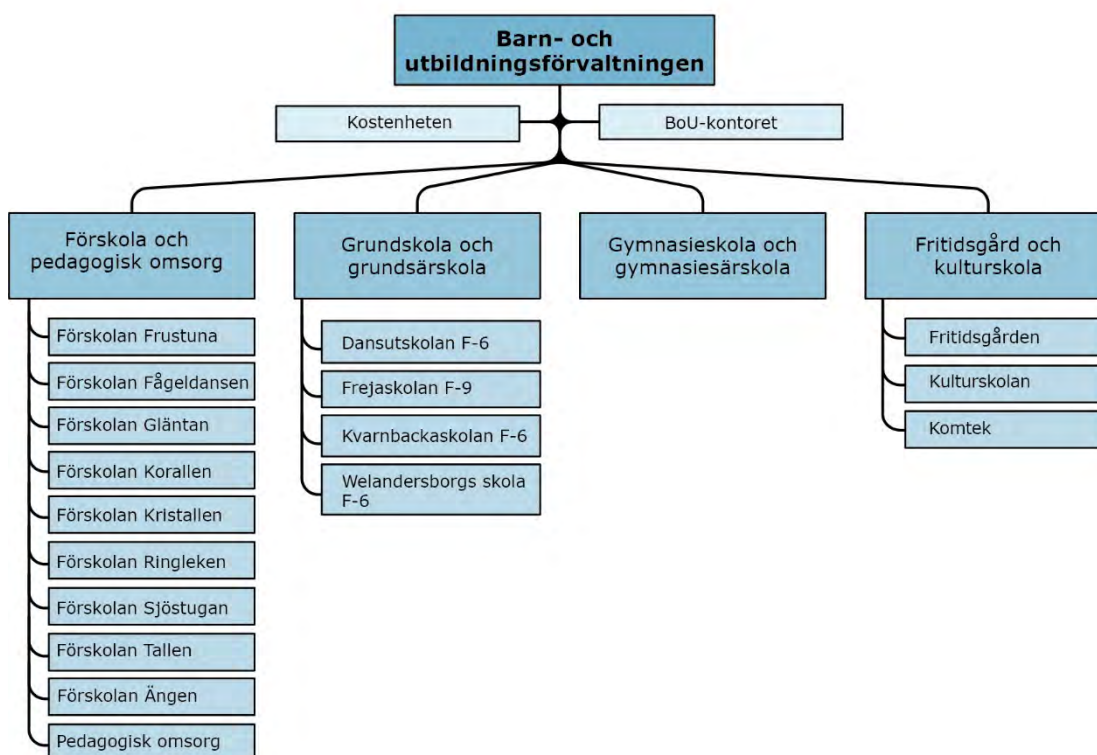 Barn- och
utbildningsförvaltningen
Kostenheten
BoU-kontoret
Förskola och
pedagogisk omsorg
Grundskola och
grundsärskola
Gymnasieskola och
gymnasiesärskola
Fritidsgård och
kulturskola
Förskolan Frustuna
Förskolan Fågeldansen
Förskolan Gläntan
Förskolan Korallen
Förskolan Kristallen
Förskolan Ringleken
Förskolan Sjöstugan
Förskolan Tallen
Förskolan Ängen
Pedagogisk omsorg
Dansutskolan F-6
Frejaskolan F-9
Kvarnbackaskolan F-6
Welandersborgs skola
F-6
Fritidsgården
Kulturskolan
Komtek